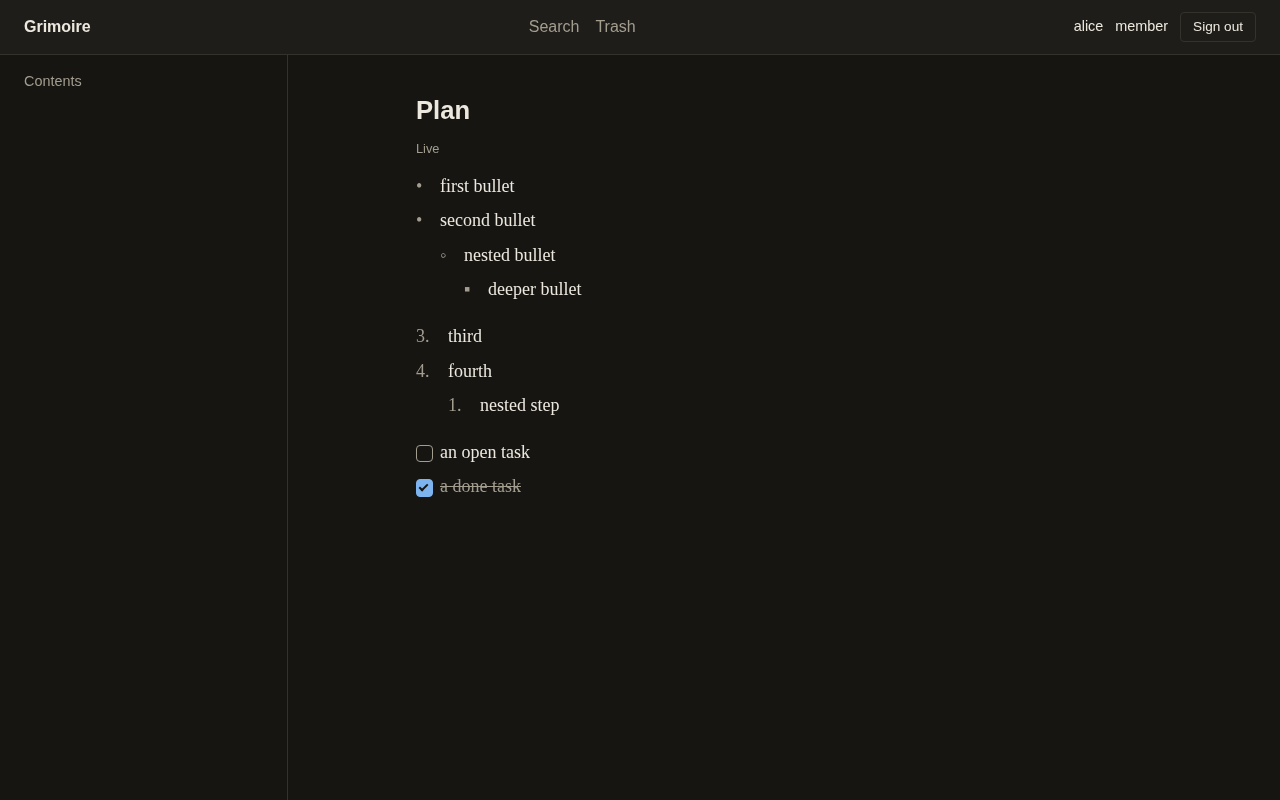 Grimoire Search Trash alice member Sign out
Contents
Plan
Live
• first bullet
• second bullet
◦ nested bullet
▪ deeper bullet
3. third
4. fourth
1. nested step
an open task
a done task